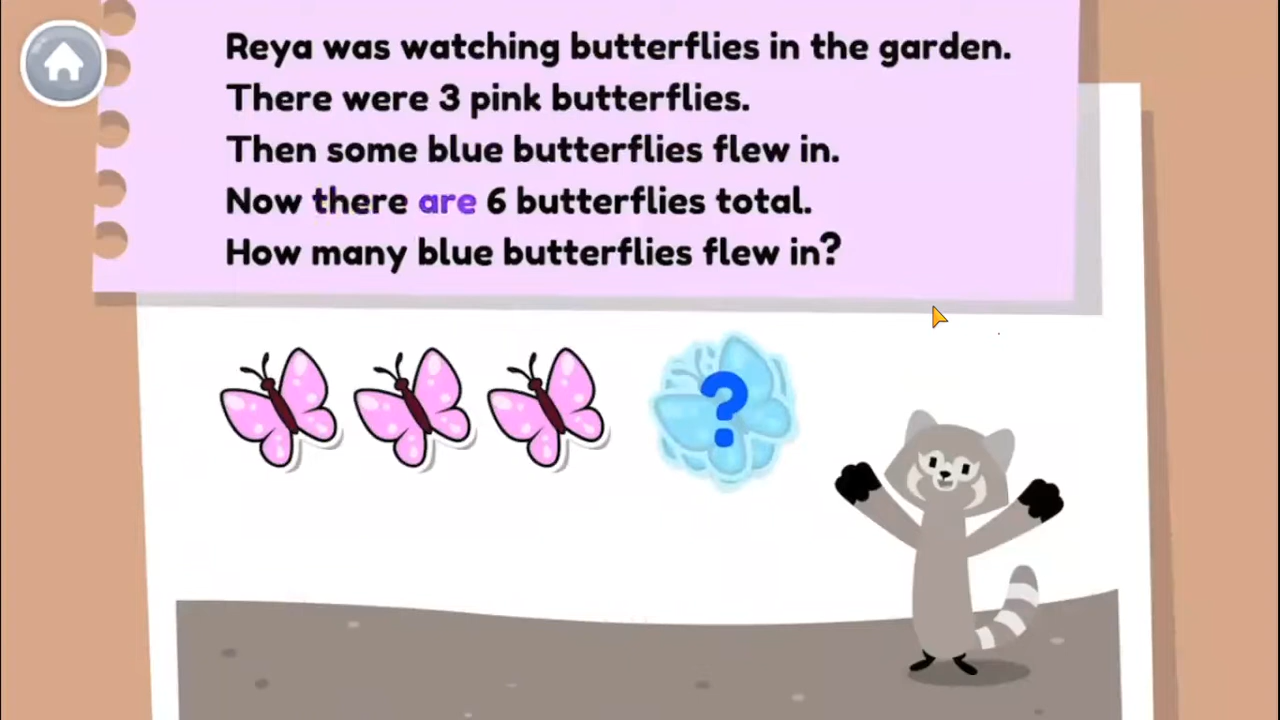 Reya was watching butterflies in the garden.
There were 3 pink butterflies.
Then some blue butterflies flew in.
Now there are 6 butterflies total.
How many blue butterflies flew in?
?